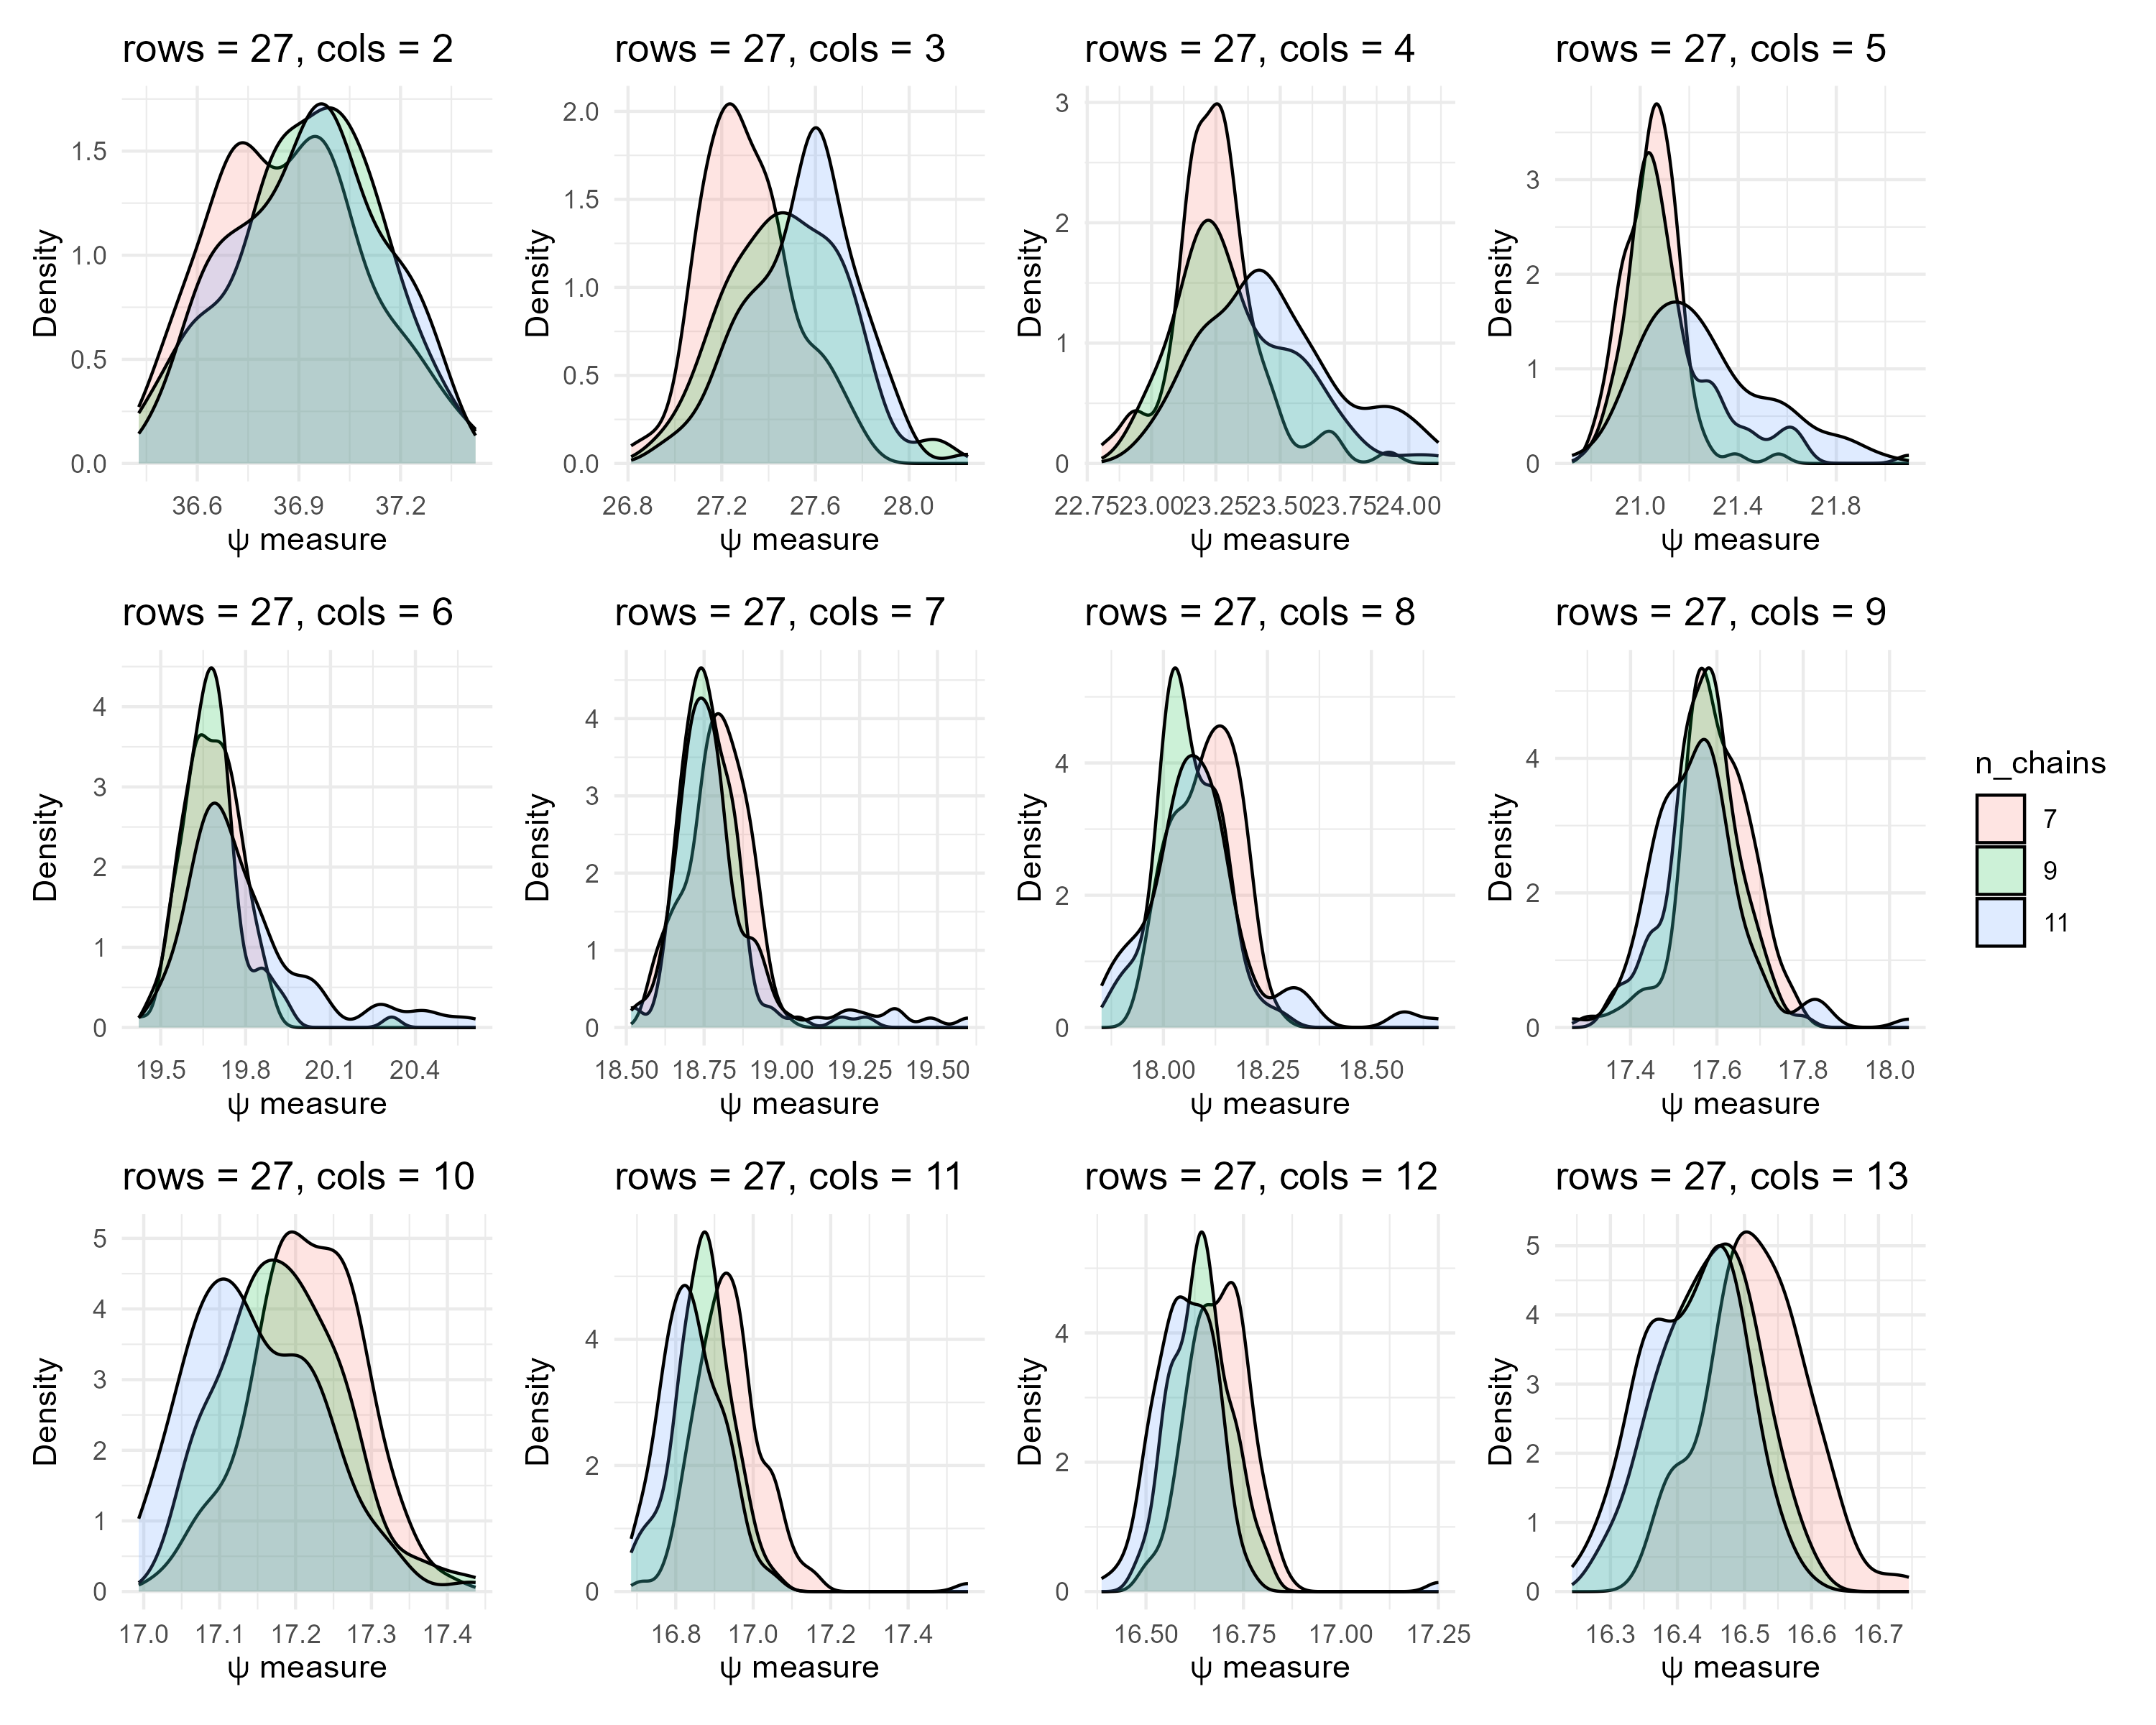 rows = 27, cols = 2
rows = 27, cols = 3
rows = 27, cols = 4
rows = 27, cols = 5
Density
0.0
0.5
1.0
1.5
36.6 36.9 37.2
ψ measure
Density
0.0
0.5
1.0
1.5
2.0
26.8 27.2 27.6 28.0
ψ measure
Density
0
1
2
3
22.75 23.00 23.25 23.50 23.75 24.00
ψ measure
Density
0
1
2
3
21.0 21.4 21.8
ψ measure
rows = 27, cols = 6
rows = 27, cols = 7
rows = 27, cols = 8
rows = 27, cols = 9
Density
0
1
2
3
4
19.5 19.8 20.1 20.4
ψ measure
Density
0
1
2
3
4
18.50 18.75 19.00 19.25 19.50
ψ measure
Density
0
2
4
18.00 18.25 18.50
ψ measure
Density
0
2
4
17.4 17.6 17.8 18.0
ψ measure
n_chains
7
9
11
rows = 27, cols = 10
rows = 27, cols = 11
rows = 27, cols = 12
rows = 27, cols = 13
Density
0
1
2
3
4
5
17.0 17.1 17.2 17.3 17.4
ψ measure
Density
0
2
4
16.8 17.0 17.2 17.4
ψ measure
Density
0
2
4
16.50 16.75 17.00 17.25
ψ measure
Density
0
1
2
3
4
5
16.3 16.4 16.5 16.6 16.7
ψ measure